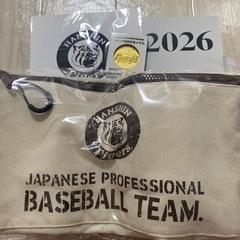 HANSHIN
Tigers
2026
HANSHIN
Tigers.
JAPANESE PROFESSIONAL
BASEBALL TEAM.